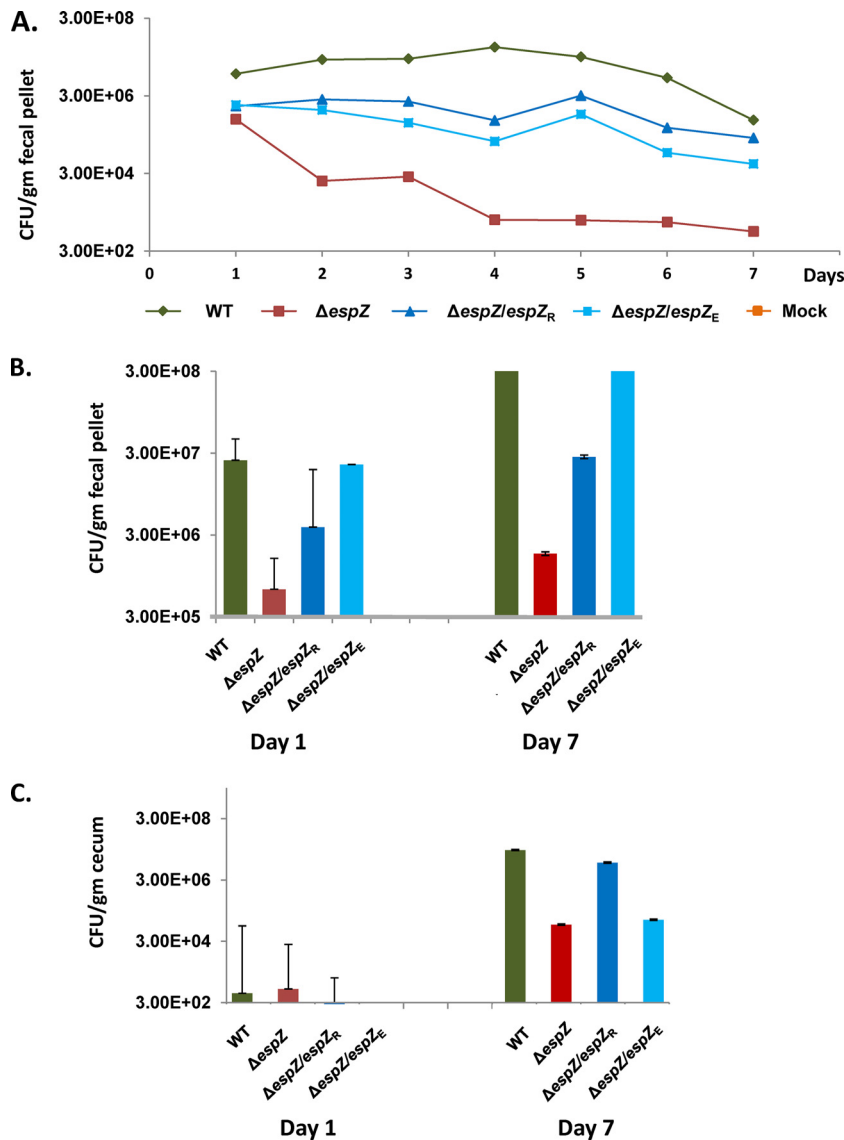 A.
CFU/gm fecal pellet
3.00E+08
3.00E+06
3.00E+04
3.00E+02
0 1 2 3 4 5 6 7 Days
WT ΔespZ ΔespZ/espZR ΔespZ/espZE Mock
B.
CFU/gm fecal pellet
3.00E+08
3.00E+07
3.00E+06
3.00E+05
WT ΔespZ ΔespZ/espZR ΔespZ/espZE WT ΔespZ ΔespZ/espZR ΔespZ/espZE
Day 1 Day 7
C.
CFU/gm cecum
3.00E+08
3.00E+06
3.00E+04
3.00E+02
WT ΔespZ ΔespZ/espZR ΔespZ/espZE WT ΔespZ ΔespZ/espZR ΔespZ/espZE
Day 1 Day 7